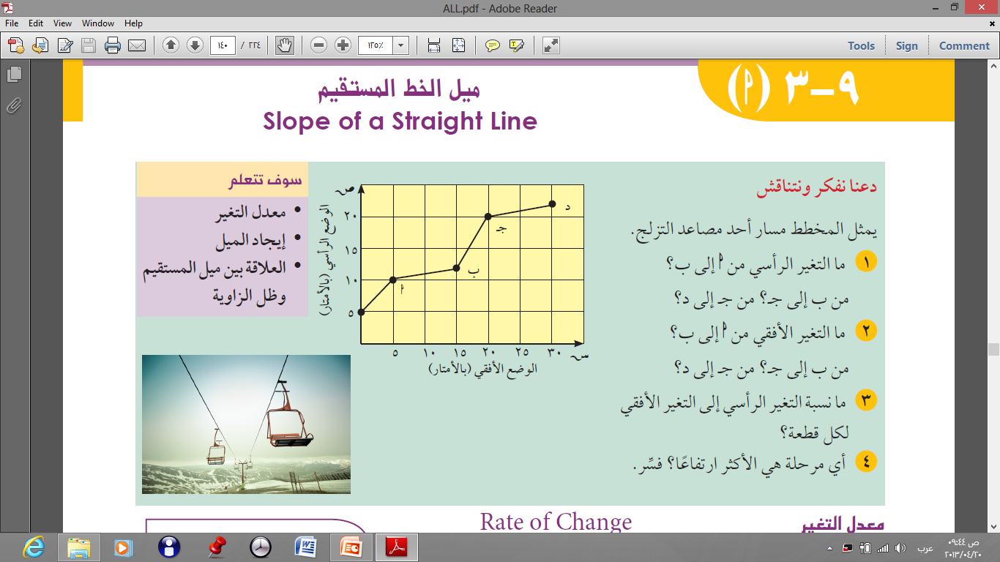 ALL.pdf - Adobe Reader
File Edit View Window Help
١٤٠ / ٢٢٤ ١٢٥٪ Tools Sign Comment
٩-٣ (أ)
ميل الخط المستقيم
Slope of a Straight Line
دعنا نفكر ونتناقش
يمثل المخطط مسار أحد مصاعد التزلج.
١ ما التغير الرأسي من أ إلى ب؟
من ب إلى جـ؟ من جـ إلى د؟
٢ ما التغير الأفقي من أ إلى ب؟
من ب إلى جـ؟ من جـ إلى د؟
٣ ما نسبة التغير الرأسي إلى التغير الأفقي
لكل قطعة؟
٤ أي مرحلة هي الأكثر ارتفاعًا؟ فسِّر.
ص
الوضع الرأسي (بالأمتار)
٢٠
١٥
١٠
٥
د
جـ
ب
أ
٥ ١٠ ١٥ ٢٠ ٢٥ ٣٠ س
الوضع الأفقي (بالأمتار)
سوف تتعلم
• معدل التغير
• إيجاد الميل
• العلاقة بين ميل المستقيم
وظل الزاوية
معدل التغير
Rate of Change
عرب
٠٩:٤٤ ص
٢٠١٣/٠٤/٢٠